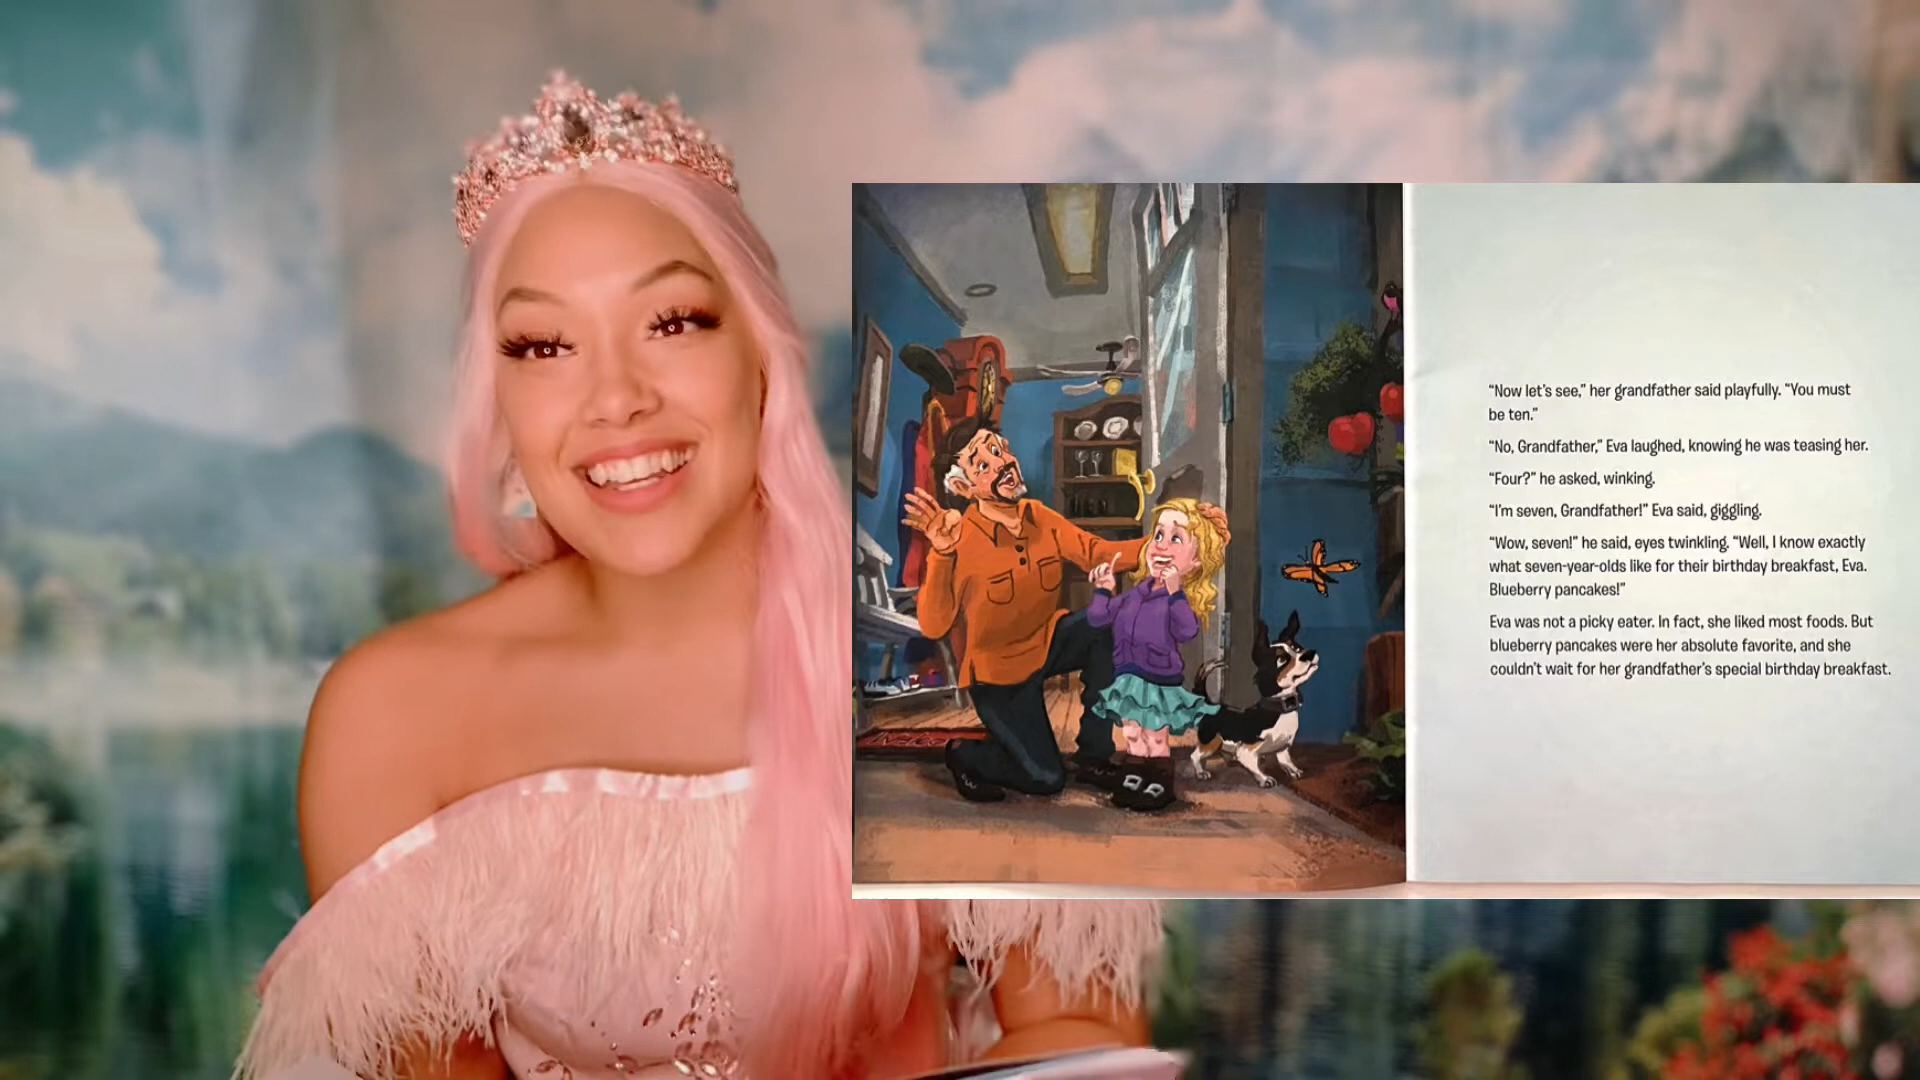 “Now let’s see,” her grandfather said playfully. “You must
be ten.”
“No, Grandfather,” Eva laughed, knowing he was teasing her.
“Four?” he asked, winking.
“I’m seven, Grandfather!” Eva said, giggling.
“Wow, seven!” he said, eyes twinkling. “Well, I know exactly
what seven-year-olds like for their birthday breakfast, Eva.
Blueberry pancakes!”
Eva was not a picky eater. In fact, she liked most foods. But
blueberry pancakes were her absolute favorite, and she
couldn’t wait for her grandfather’s special birthday breakfast.